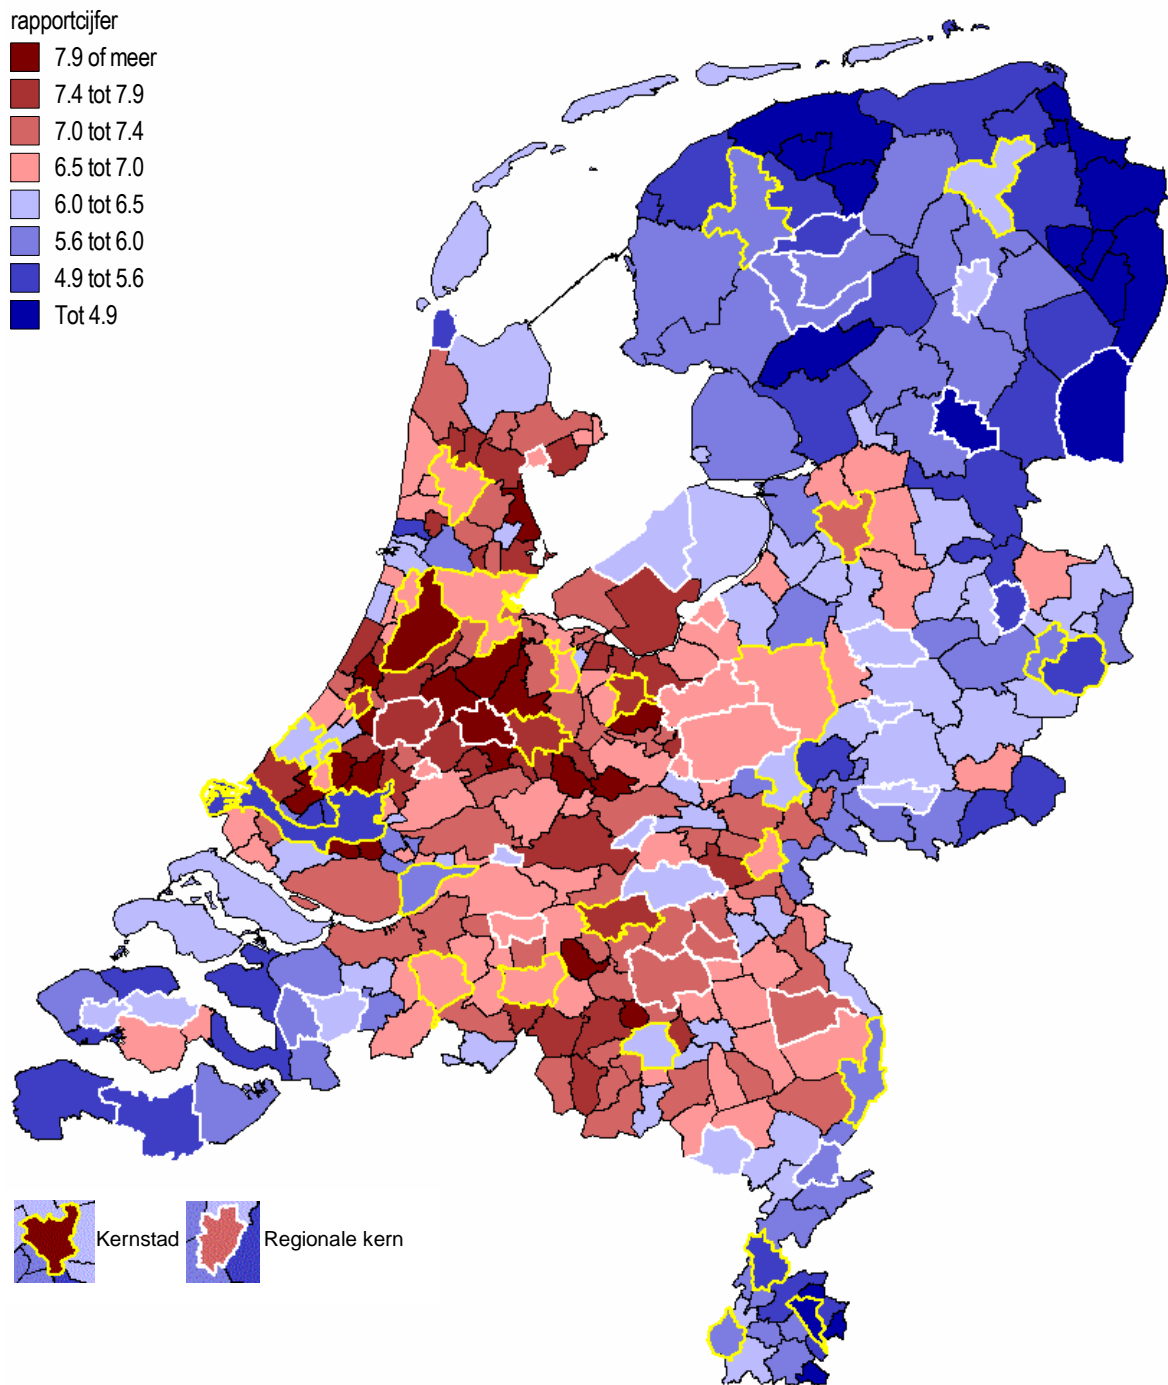 rapportcijfer
7.9 of meer
7.4 tot 7.9
7.0 tot 7.4
6.5 tot 7.0
6.0 tot 6.5
5.6 tot 6.0
4.9 tot 5.6
Tot 4.9
Kernstad
Regionale kern